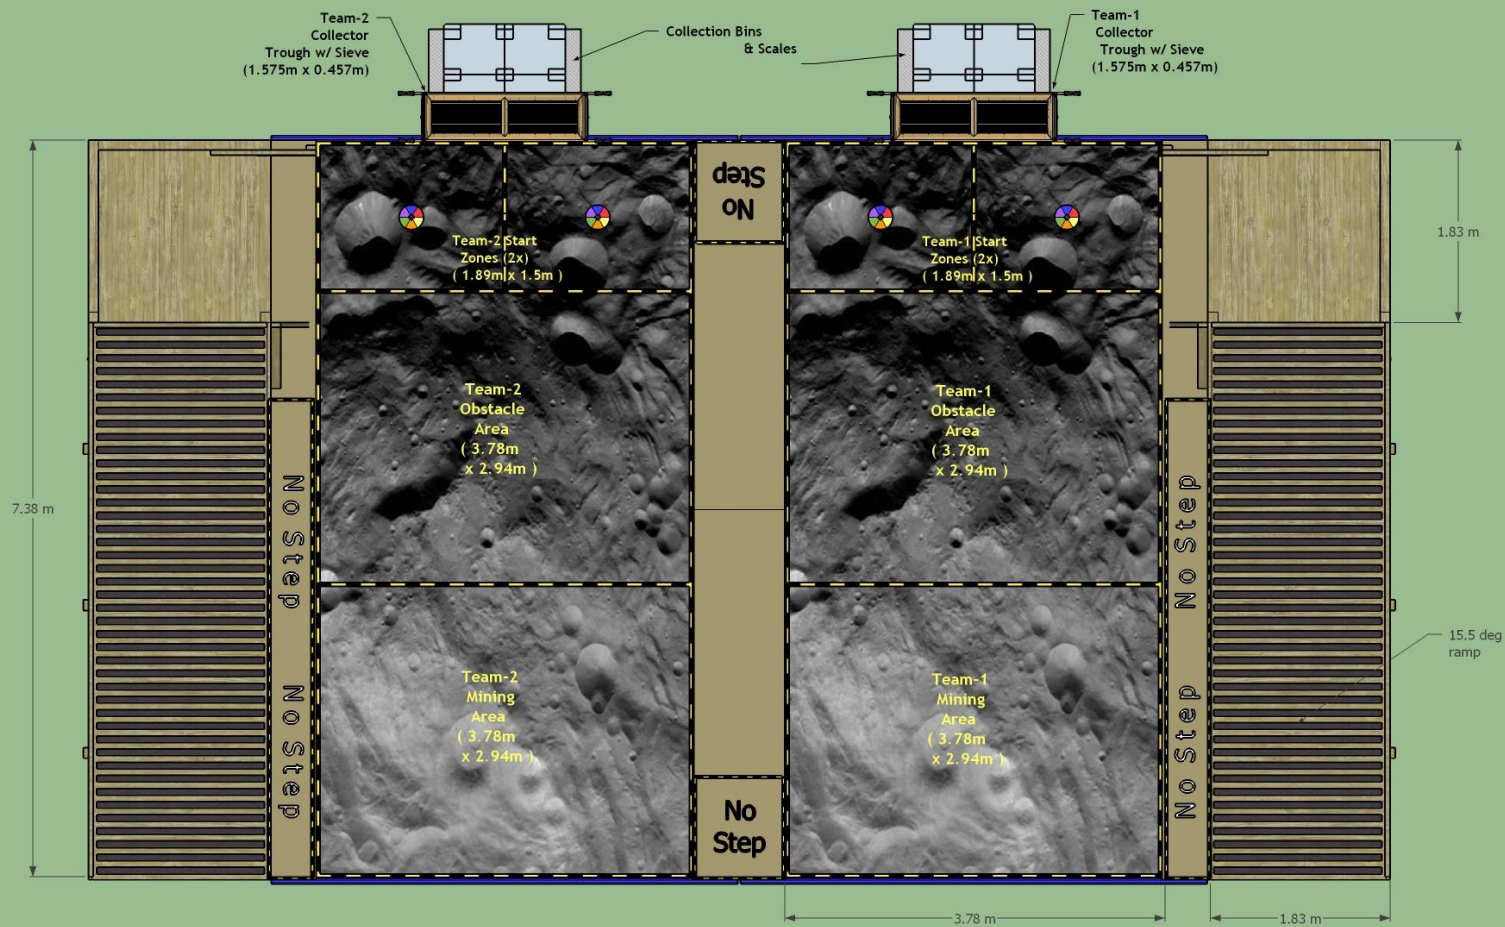 Team-2
Collector
Trough w/ Sieve
(1.575m x 0.457m)
Collection Bins
& Scales
Team-1
Collector
Trough w/ Sieve
(1.575m x 0.457m)
No
Step
Team-2 Start
Zones (2x)
( 1.89m x 1.5m )
Team-1 Start
Zones (2x)
( 1.89m x 1.5m )
1.83 m
Team-2
Obstacle
Area
( 3.78m
x 2.94m )
Team-1
Obstacle
Area
( 3.78m
x 2.94m )
7.38 m
No Step
No Step
No Step
No Step
15.5 deg
ramp
Team-2
Mining
Area
( 3.78m
x 2.94m )
Team-1
Mining
Area
( 3.78m
x 2.94m )
No
Step
3.78 m
1.83 m